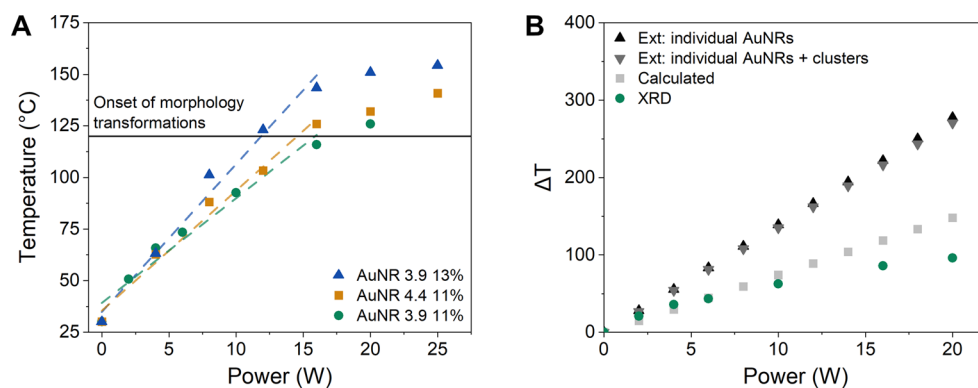 A
175
150
125
100
75
50
25
Temperature (°C)
Onset of morphology
transformations
AuNR 3.9 13%
AuNR 4.4 11%
AuNR 3.9 11%
0
5
10
15
20
25
Power (W)
B
400
300
200
100
0
ΔT
Ext: individual AuNRs
Ext: individual AuNRs + clusters
Calculated
XRD
0
5
10
15
20
Power (W)